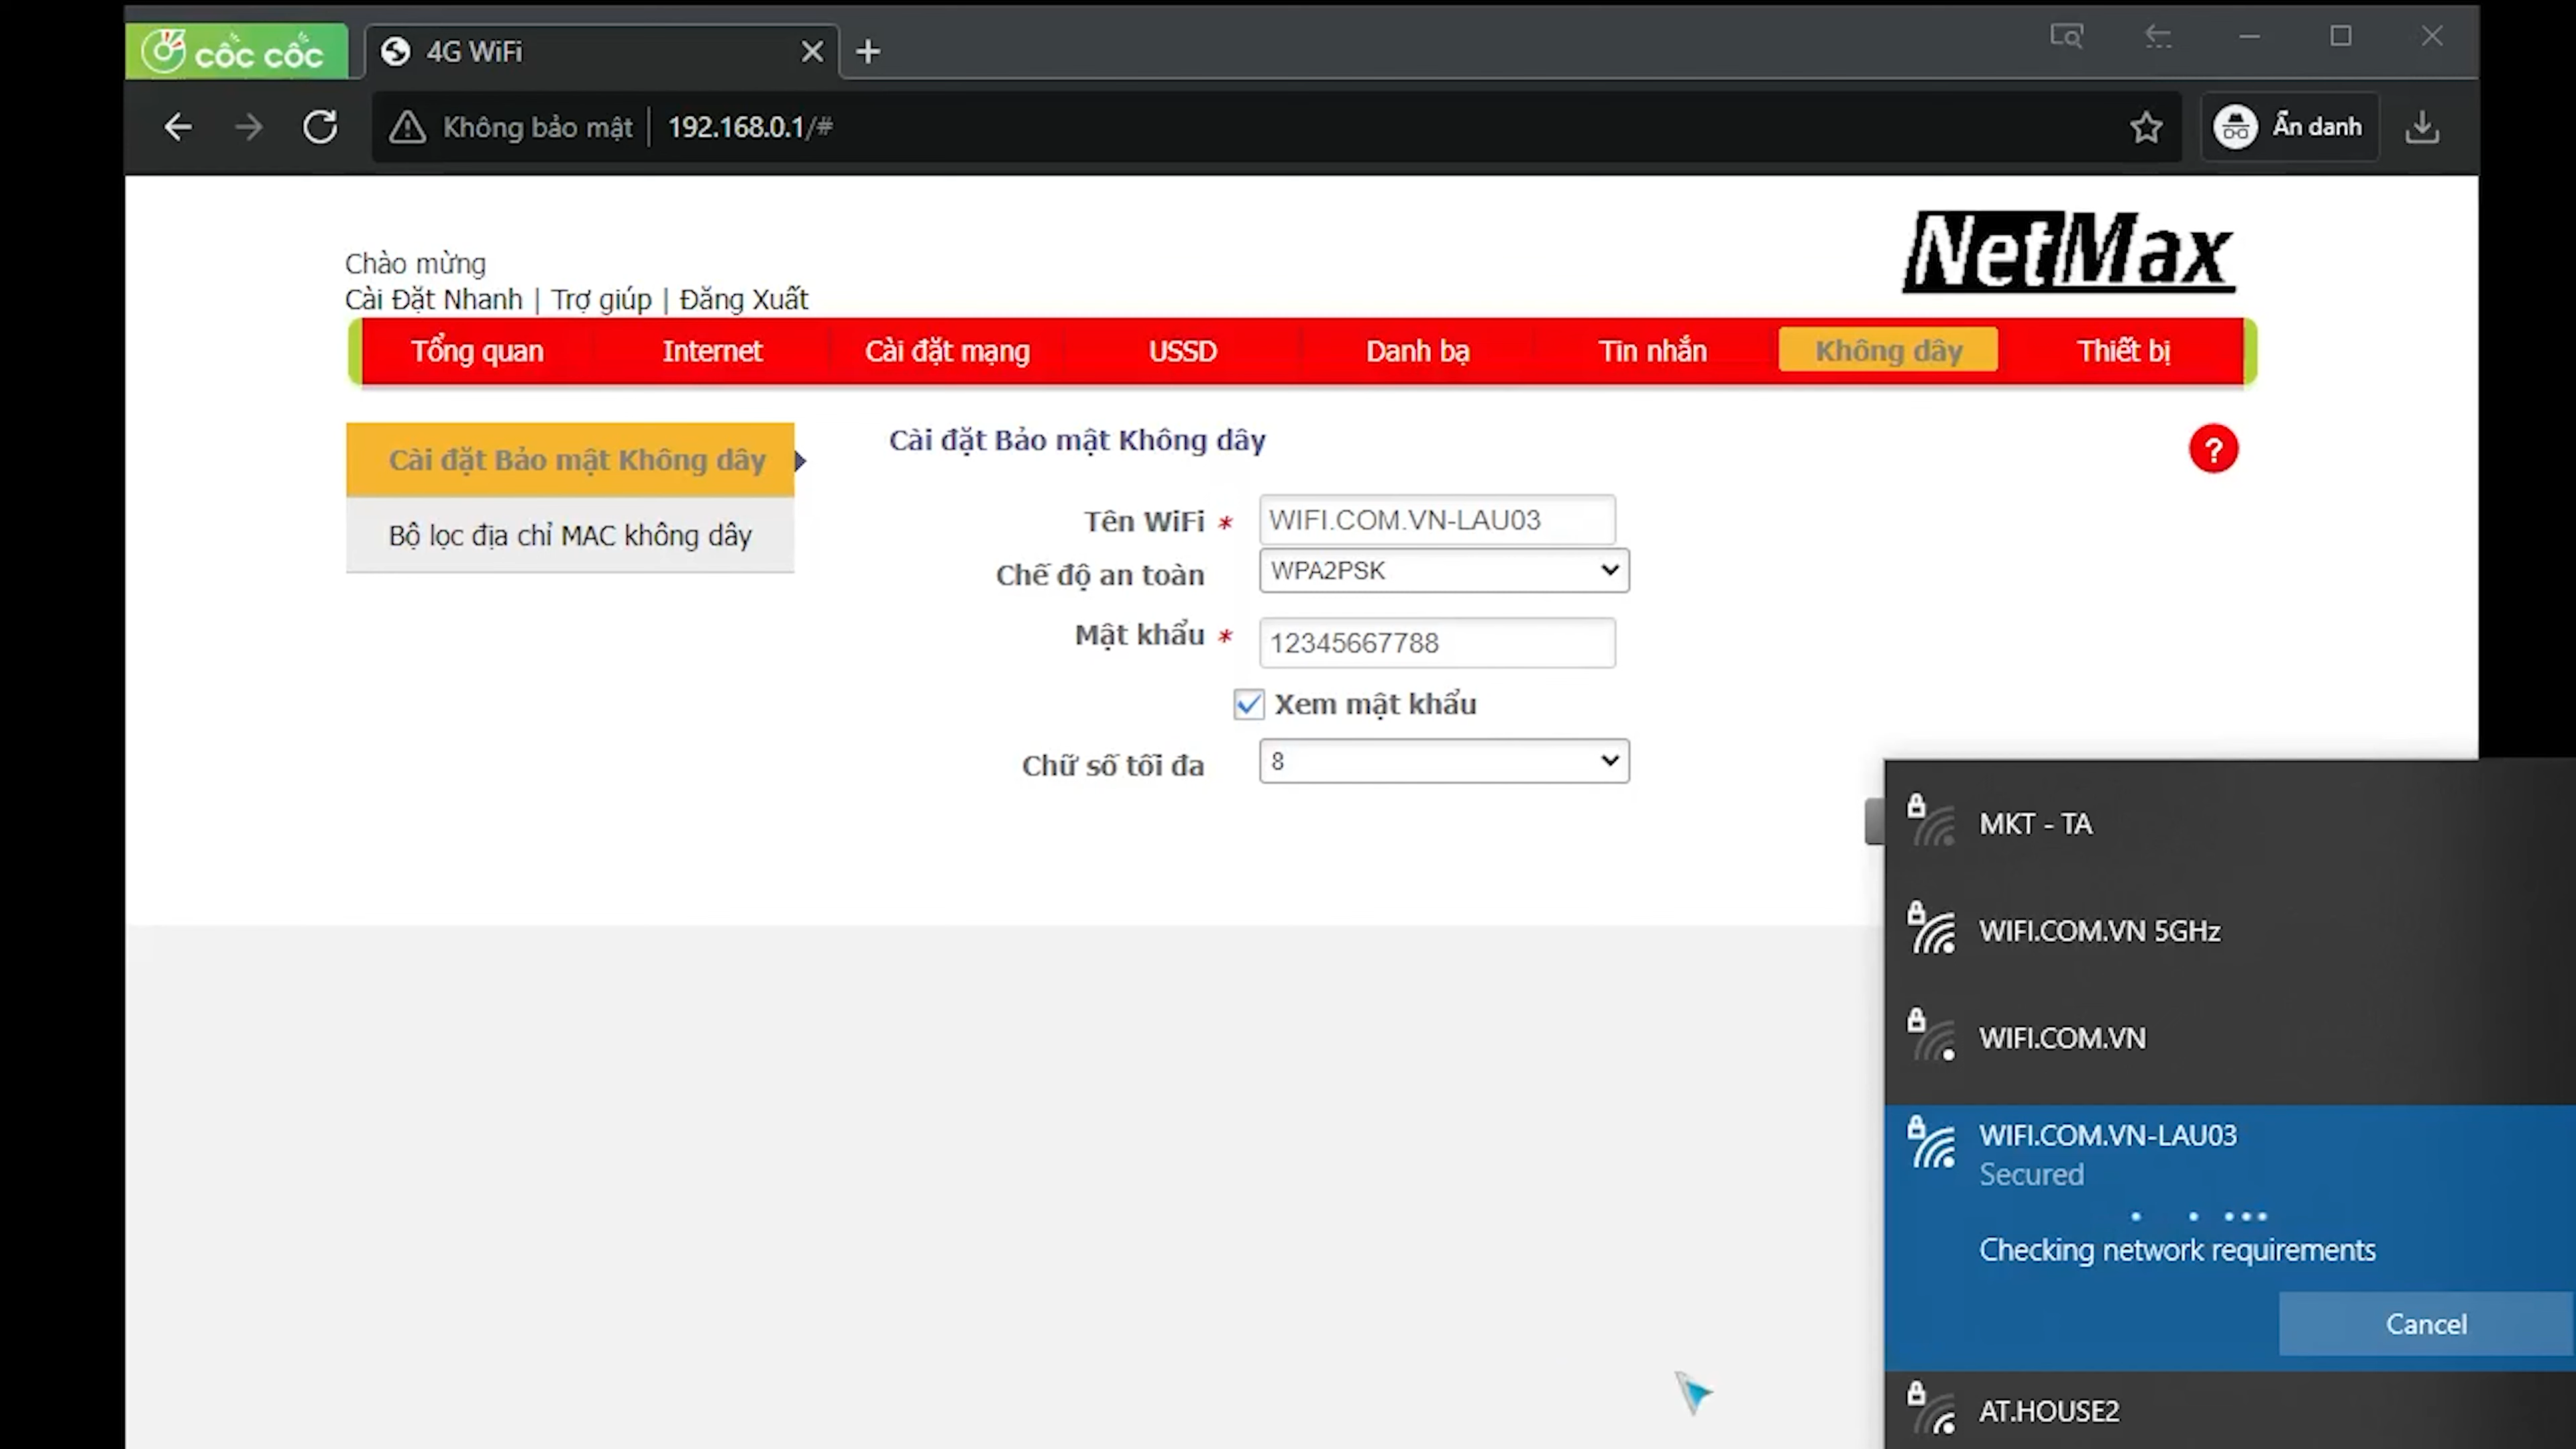 cốc cốc
4G WiFi
Không bảo mật
192.168.0.1/#
Ẩn danh
NetMax
Chào mừng
Cài Đặt Nhanh | Trợ giúp | Đăng Xuất
Tổng quan
Internet
Cài đặt mạng
USSD
Danh bạ
Tin nhắn
Không dây
Thiết bị
Cài đặt Bảo mật Không dây
Bộ lọc địa chỉ MAC không dây
Cài đặt Bảo mật Không dây
?
Tên WiFi * WIFI.COM.VN-LAU03
Chế độ an toàn WPA2PSK
Mật khẩu * 12345667788
Xem mật khẩu
Chữ số tối đa 8
MKT - TA
WIFI.COM.VN 5GHz
WIFI.COM.VN
WIFI.COM.VN-LAU03
Secured
Checking network requirements
Cancel
AT.HOUSE2